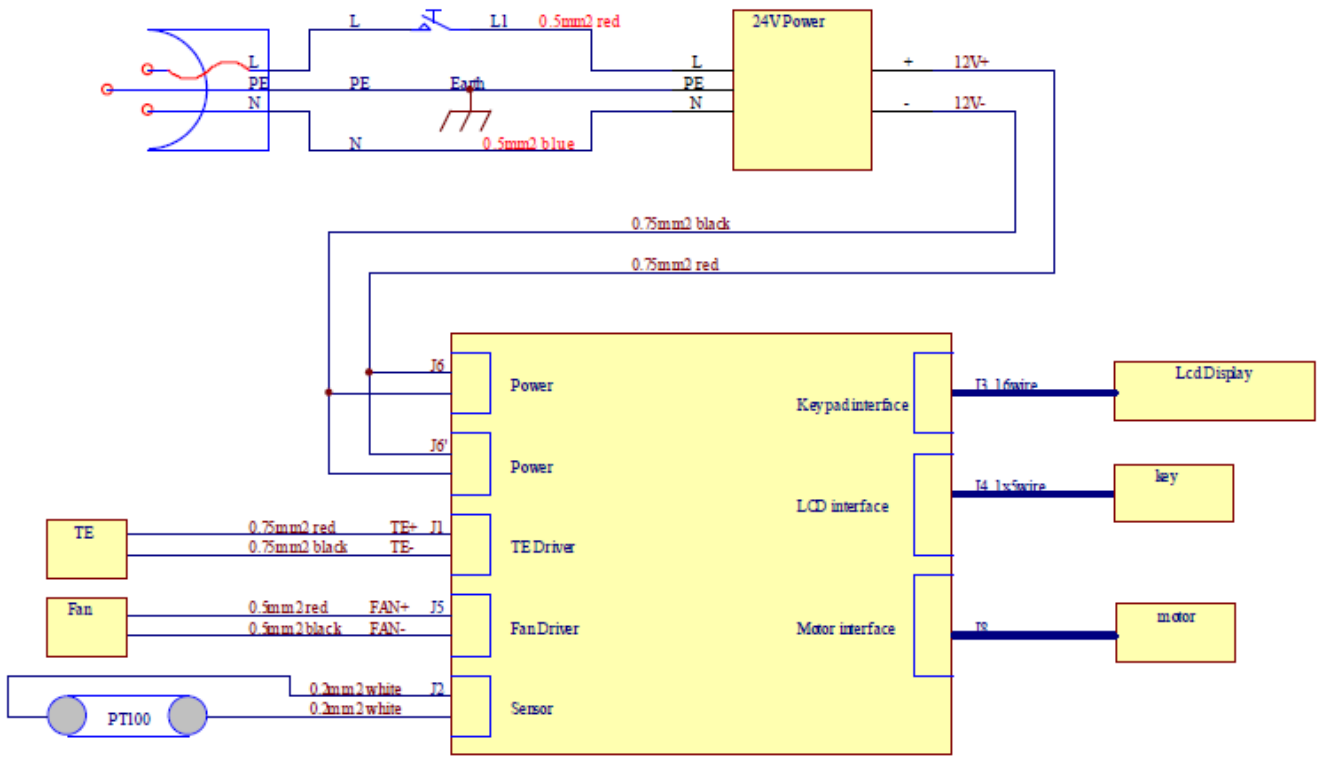 L
L1
0.5mm2 red
24V Power
L
L
+
12V+
PE
PE
Earth
PE
N
N
-
12V-
N
0.5mm2 blue
0.75mm2 black
0.75mm2 red
J6
Power
Keypad interface
J3 16wire
Lcd Display
J6'
Power
LCD interface
J4 1x5wire
key
TE
0.75mm2 red
TE+
J1
0.75mm2 black
TE-
TE Driver
Fan
0.5mm2 red
FAN+
J5
0.5mm2 black
FAN-
Fan Driver
Motor interface
J8
motor
0.2mm2 white
J2
0.2mm2 white
Sensor
PT100